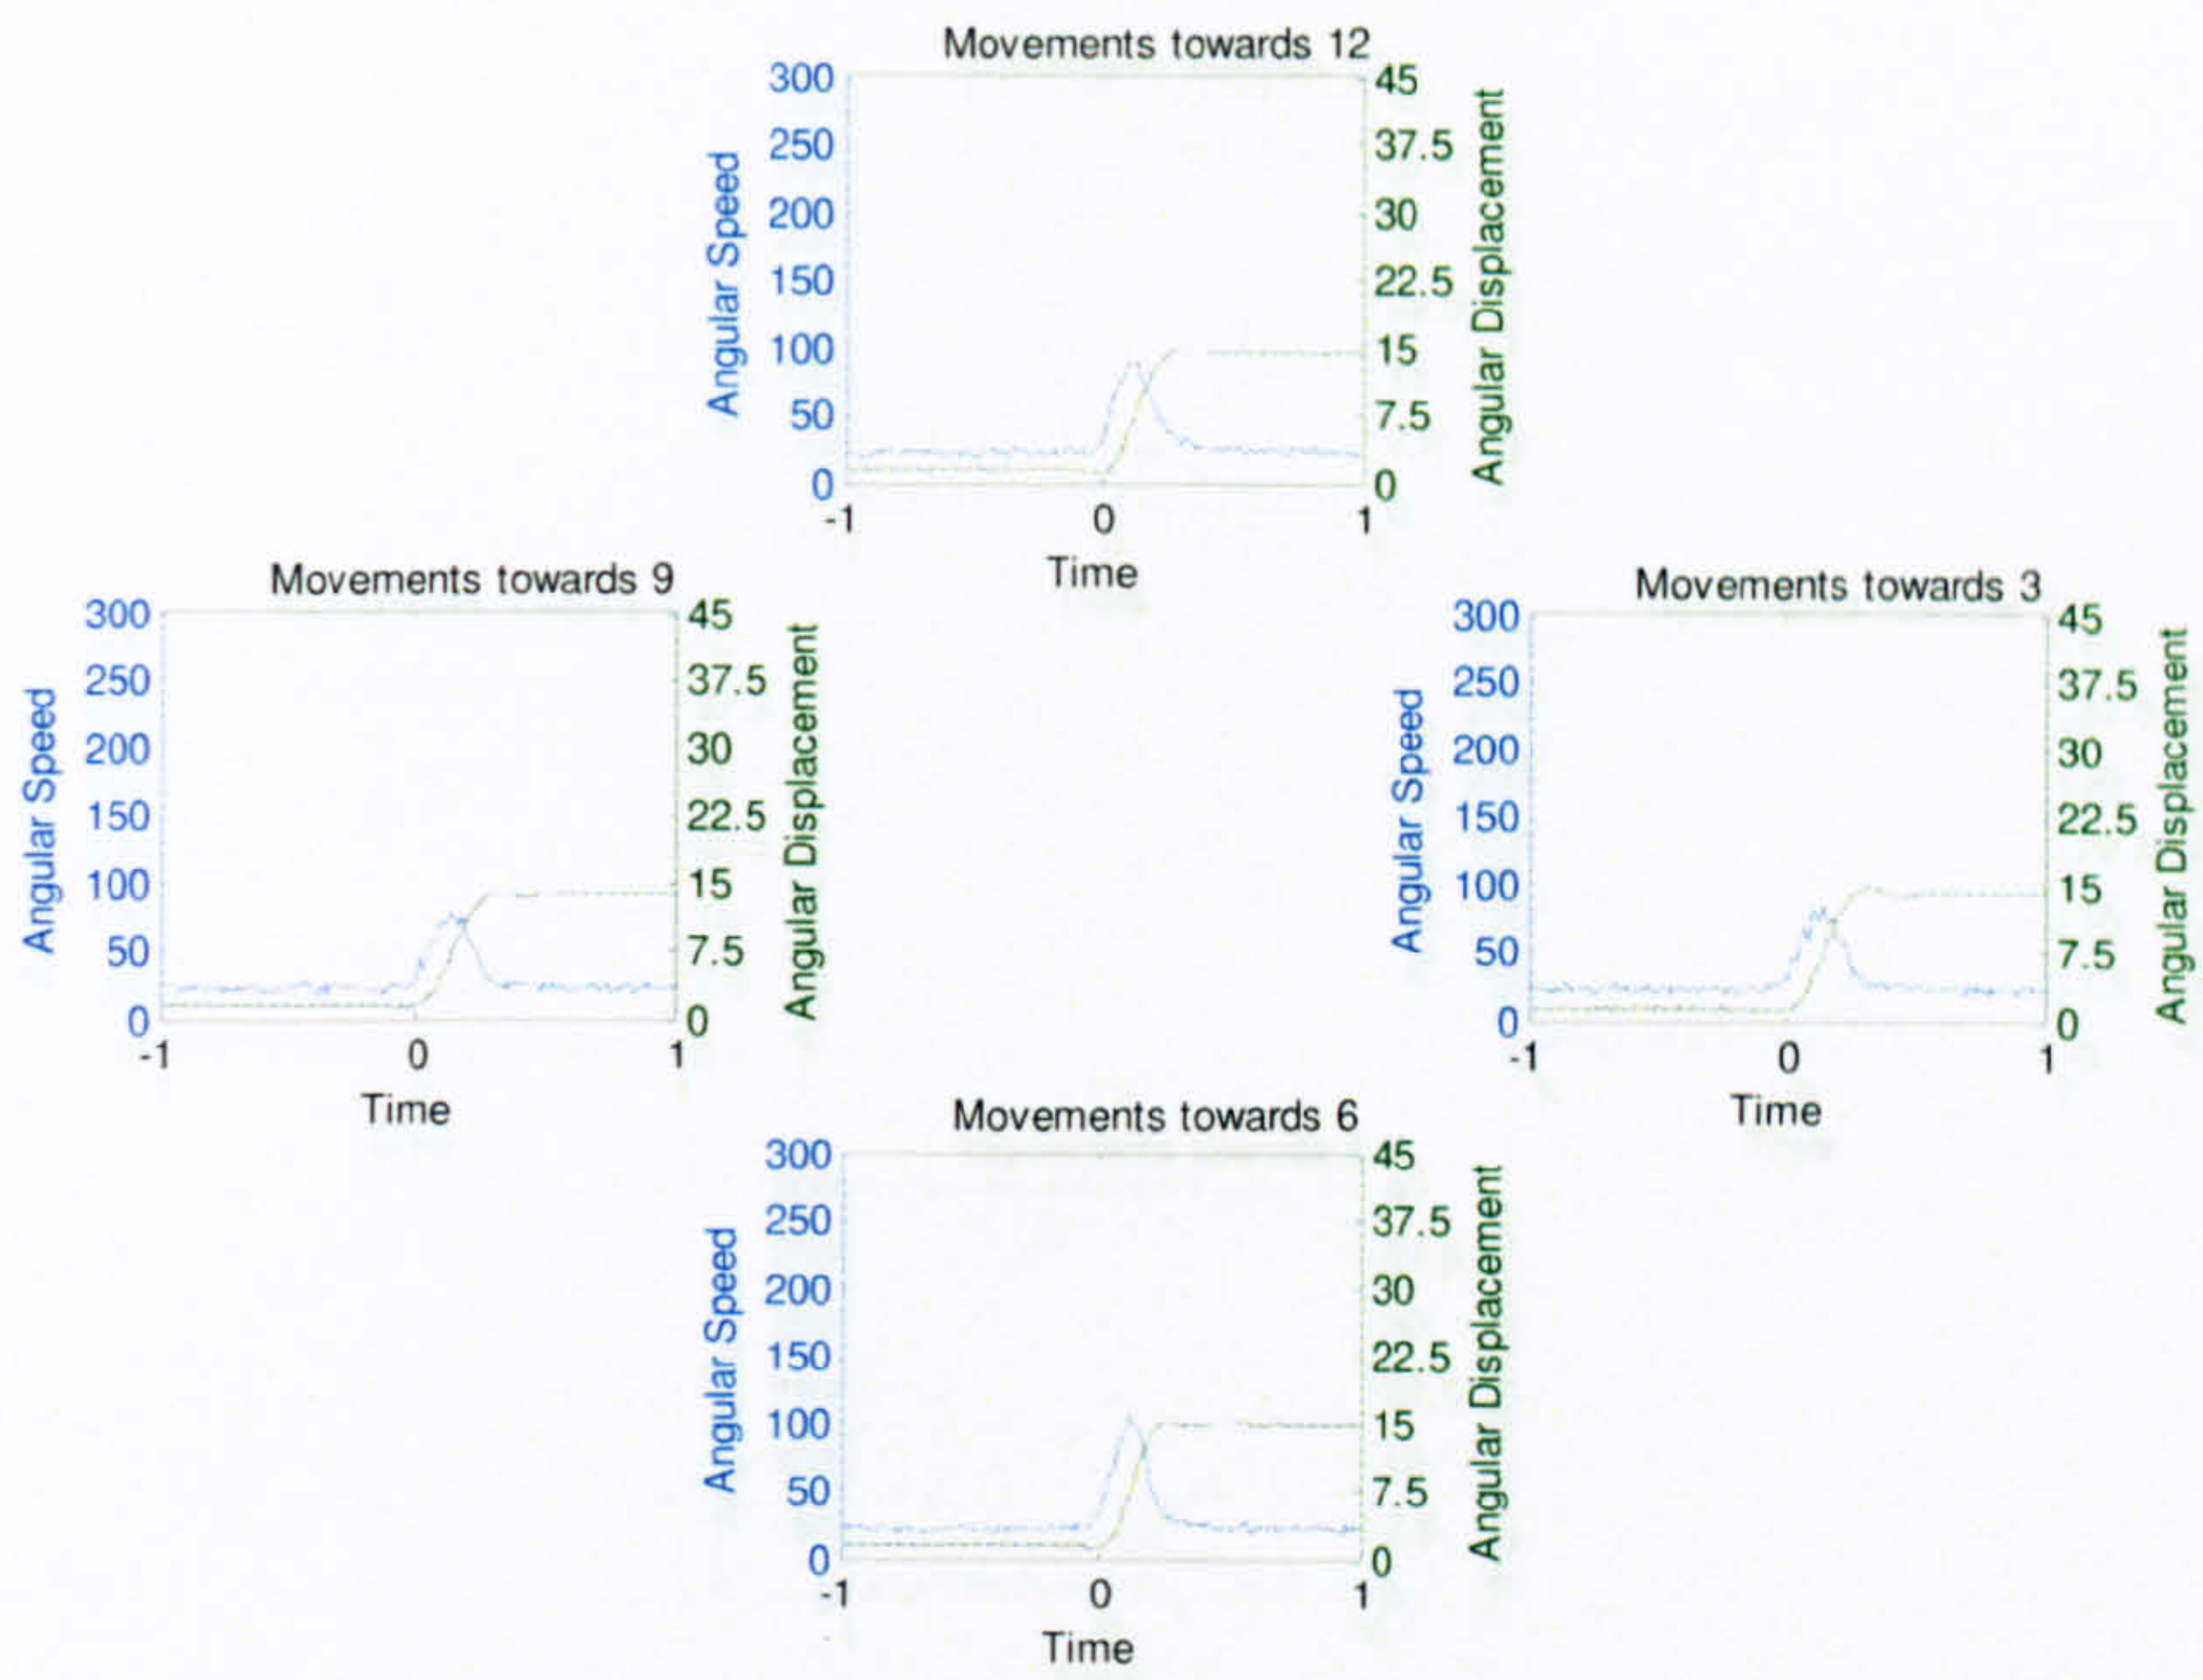 Movements towards 12
Angular Speed
300
250
200
150
100
50
0
45
37.5
30
22.5
15
7.5
0
Angular Displacement
-1 0 1
Time
Movements towards 9
Angular Speed
300
250
200
150
100
50
0
45
37.5
30
22.5
15
7.5
0
Angular Displacement
-1 0 1
Time
Movements towards 3
Angular Speed
300
250
200
150
100
50
0
45
37.5
30
22.5
15
7.5
0
Angular Displacement
-1 0 1
Time
Movements towards 6
Angular Speed
300
250
200
150
100
50
0
45
37.5
30
22.5
15
7.5
0
Angular Displacement
-1 0 1
Time